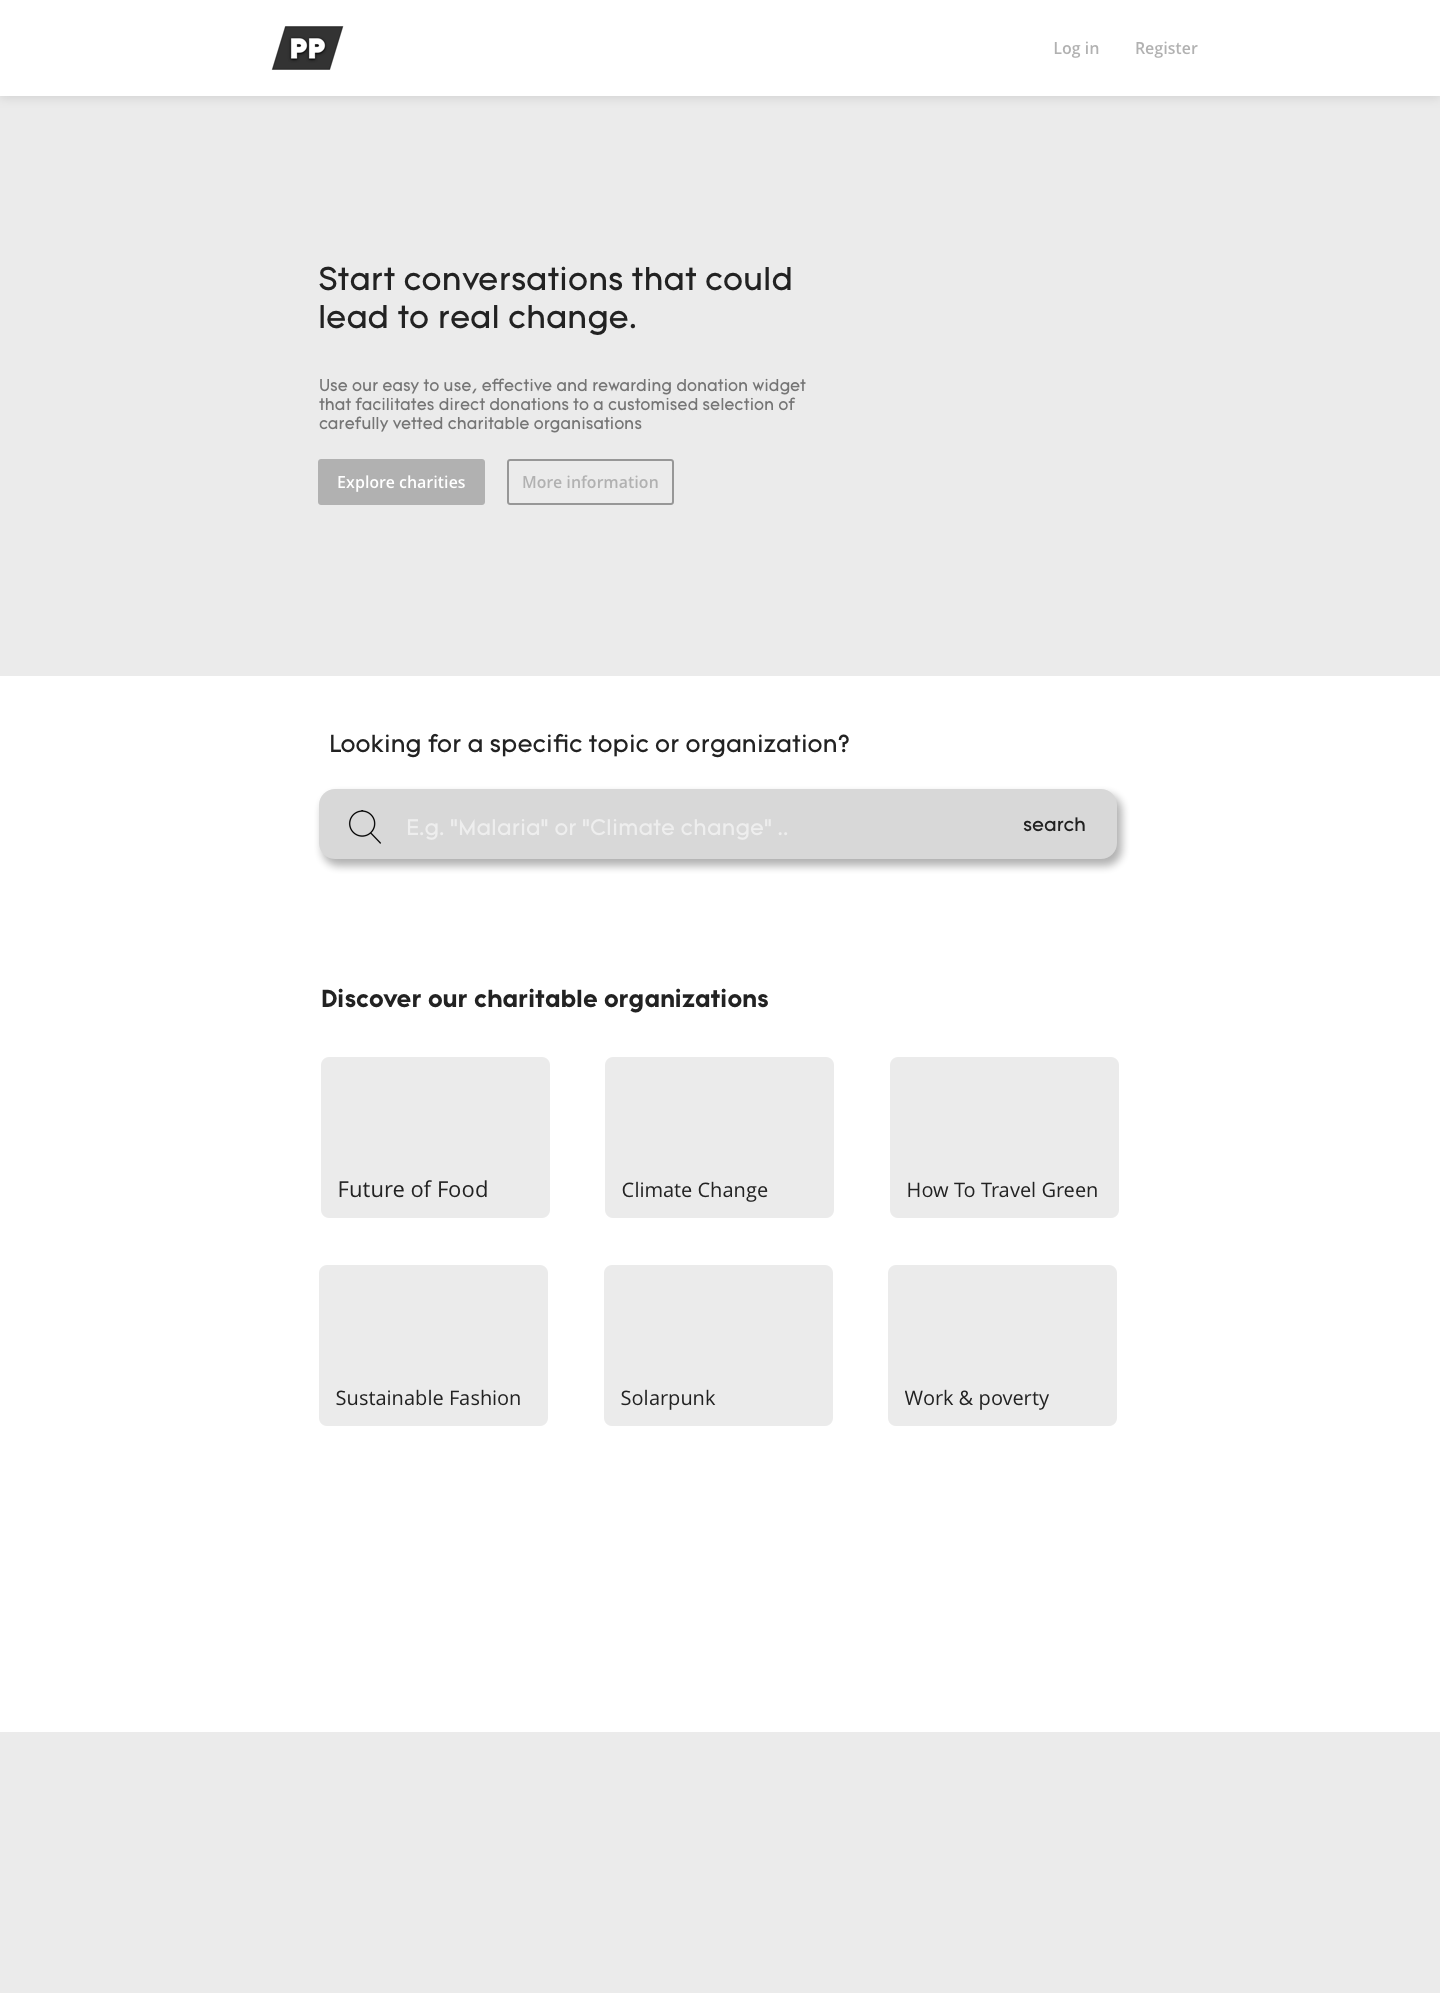 PP
Log in
Register
Start conversations that could
lead to real change.
Use our easy to use, effective and rewarding donation widget
that facilitates direct donations to a customised selection of
carefully vetted charitable organisations
Explore charities
More information
Looking for a specific topic or organization?
E.g. "Malaria" or "Climate change" ..
search
Discover our charitable organizations
Future of Food
Climate Change
How To Travel Green
Sustainable Fashion
Solarpunk
Work & poverty